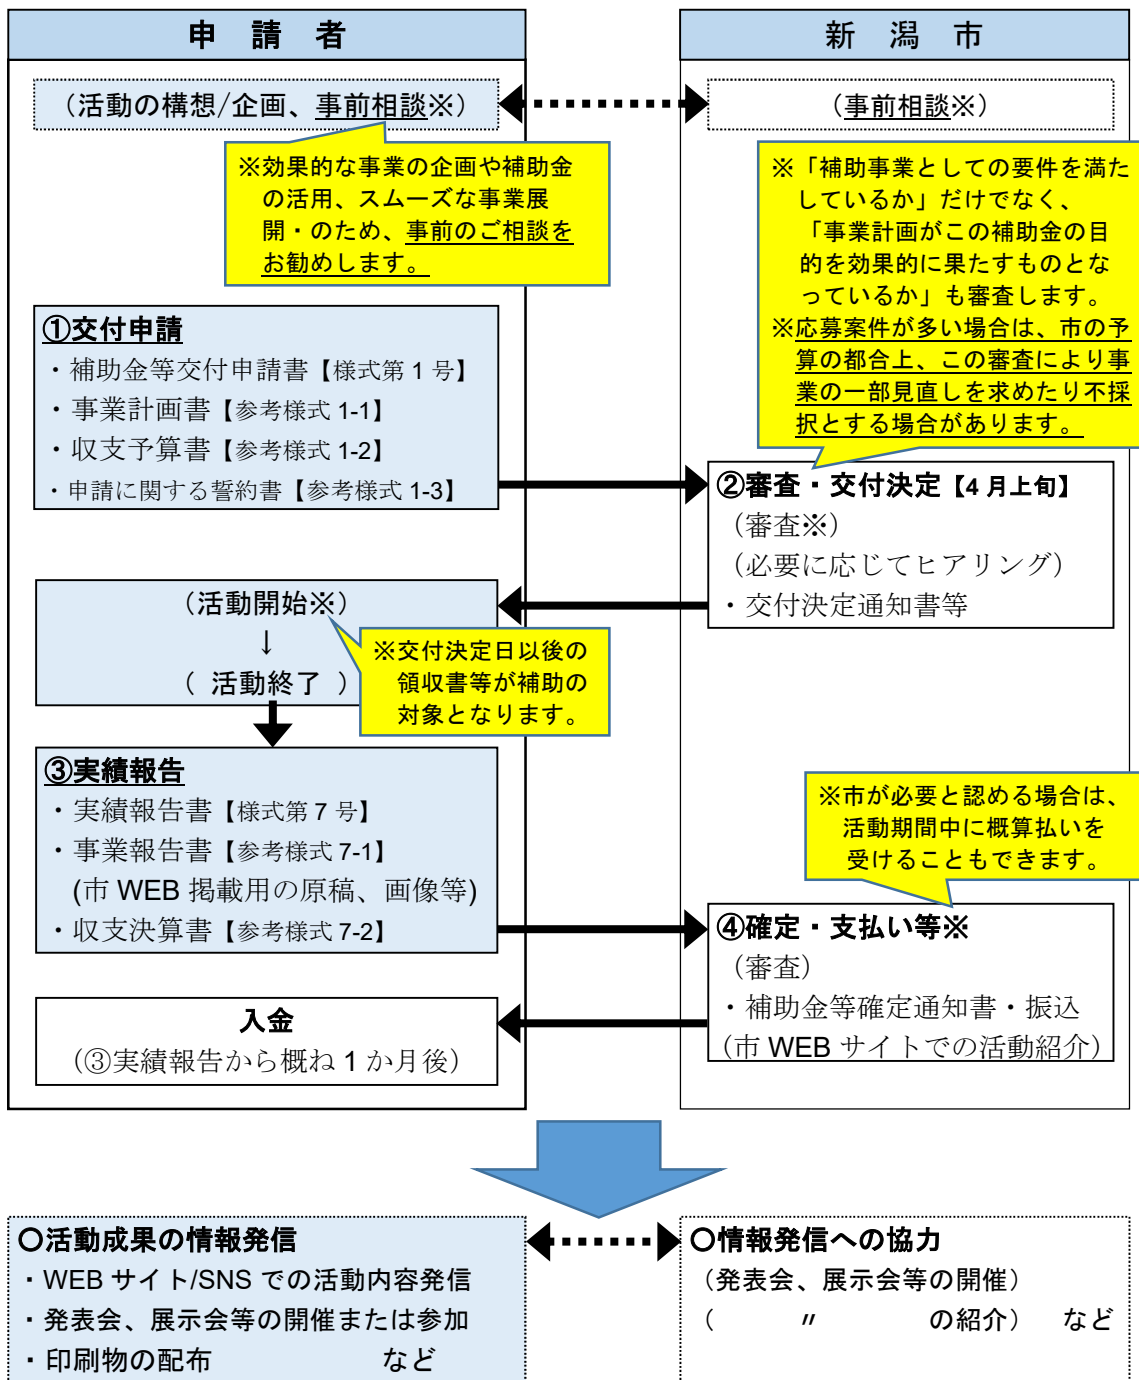 申　請　者
新　潟　市
（活動の構想/企画、事前相談※）
（事前相談※）
※効果的な事業の企画や補助金
の活用、スムーズな事業展
開・のため、事前のご相談を
お勧めします。
※「補助事業としての要件を満た
しているか」だけでなく、
「事業計画がこの補助金の目
的を効果的に果たすものとな
っているか」も審査します。
※応募案件が多い場合は、市の予
算の都合上、この審査により事
業の一部見直しを求めたり不採
択とする場合があります。
①交付申請
・補助金等交付申請書【様式第 1 号】
・事業計画書【参考様式 1-1】
・収支予算書【参考様式 1-2】
・申請に関する誓約書【参考様式 1-3】
②審査・交付決定【4 月上旬】
（審査※）
（必要に応じてヒアリング）
・交付決定通知書等
（活動開始※）
↓
（ 活動終了 ）
※交付決定日以後の
領収書等が補助の
対象となります。
③実績報告
・実績報告書【様式第 7 号】
・事業報告書【参考様式 7-1】
(市 WEB 掲載用の原稿、画像等)
・収支決算書【参考様式 7-2】
※市が必要と認める場合は、
活動期間中に概算払いを
受けることもできます。
④確定・支払い等※
（審査）
・補助金等確定通知書・振込
（市 WEB サイトでの活動紹介）
入金
（③実績報告から概ね 1 か月後）
〇活動成果の情報発信
・WEB サイト/SNS での活動内容発信
・発表会、展示会等の開催または参加
・印刷物の配布　　　　　　など
〇情報発信への協力
（発表会、展示会等の開催）
（　　　〃　　　　の紹介）　など